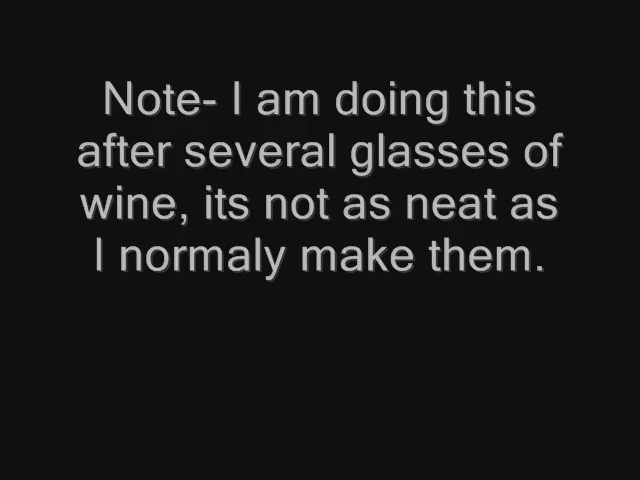 Note- I am doing this
after several glasses of
wine, its not as neat as
I normaly make them.